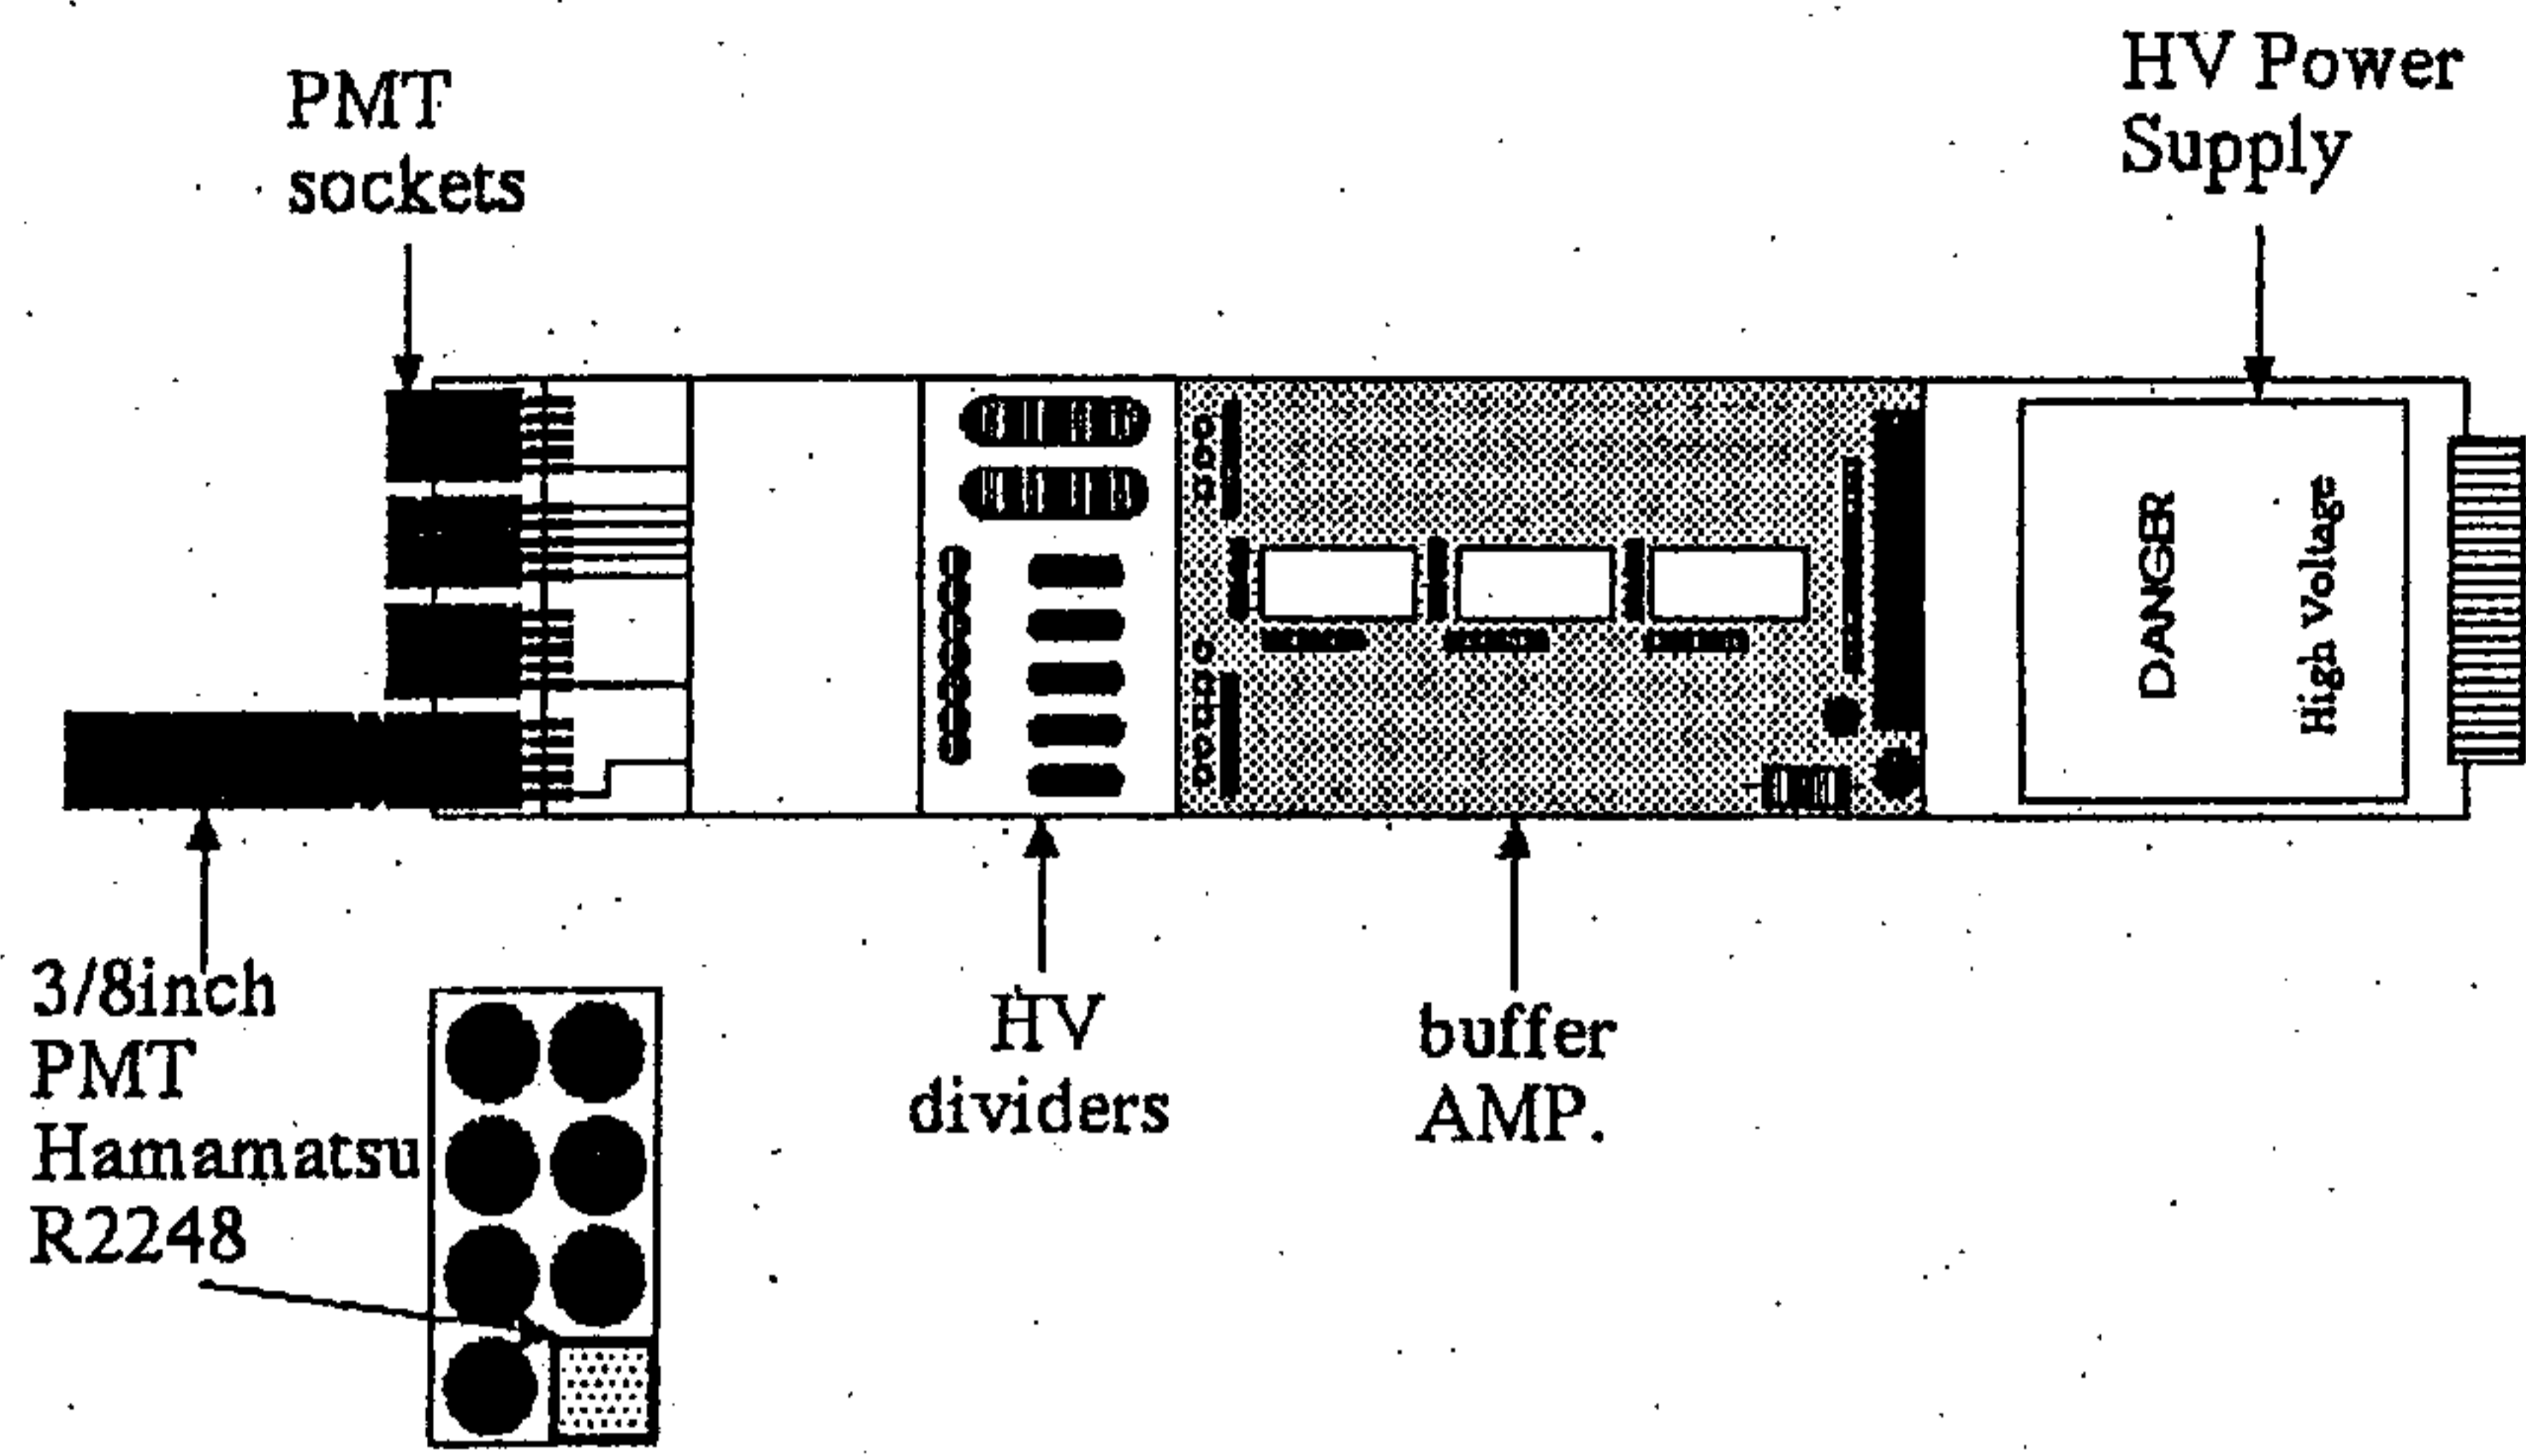 PMT
sockets
HV Power
Supply
DANGER
High Voltage
3/8inch
PMT
Hamamatsu
R2248
HV
dividers
buffer
AMP.